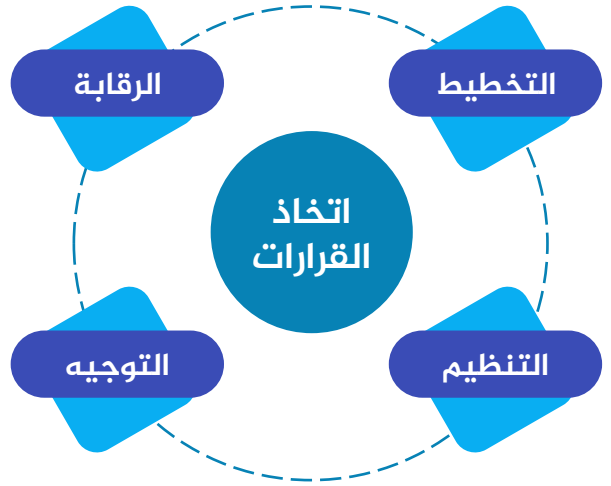 التخطيط
الرقابة
اتخاذ
القرارات
التنظيم
التوجيه